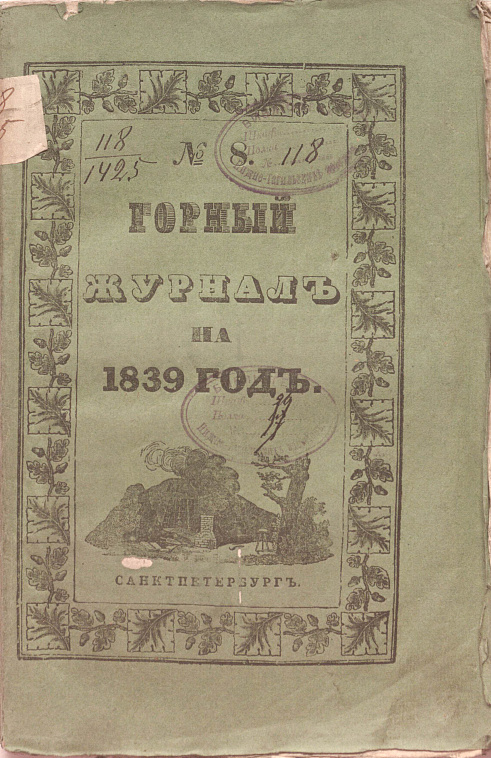 118
1425
№ 8. 118
ГОРНЫЙ
ЖУРНАЛЪ
НА
1839 ГОДЪ.
САНКТПЕТЕРБУРГЪ.